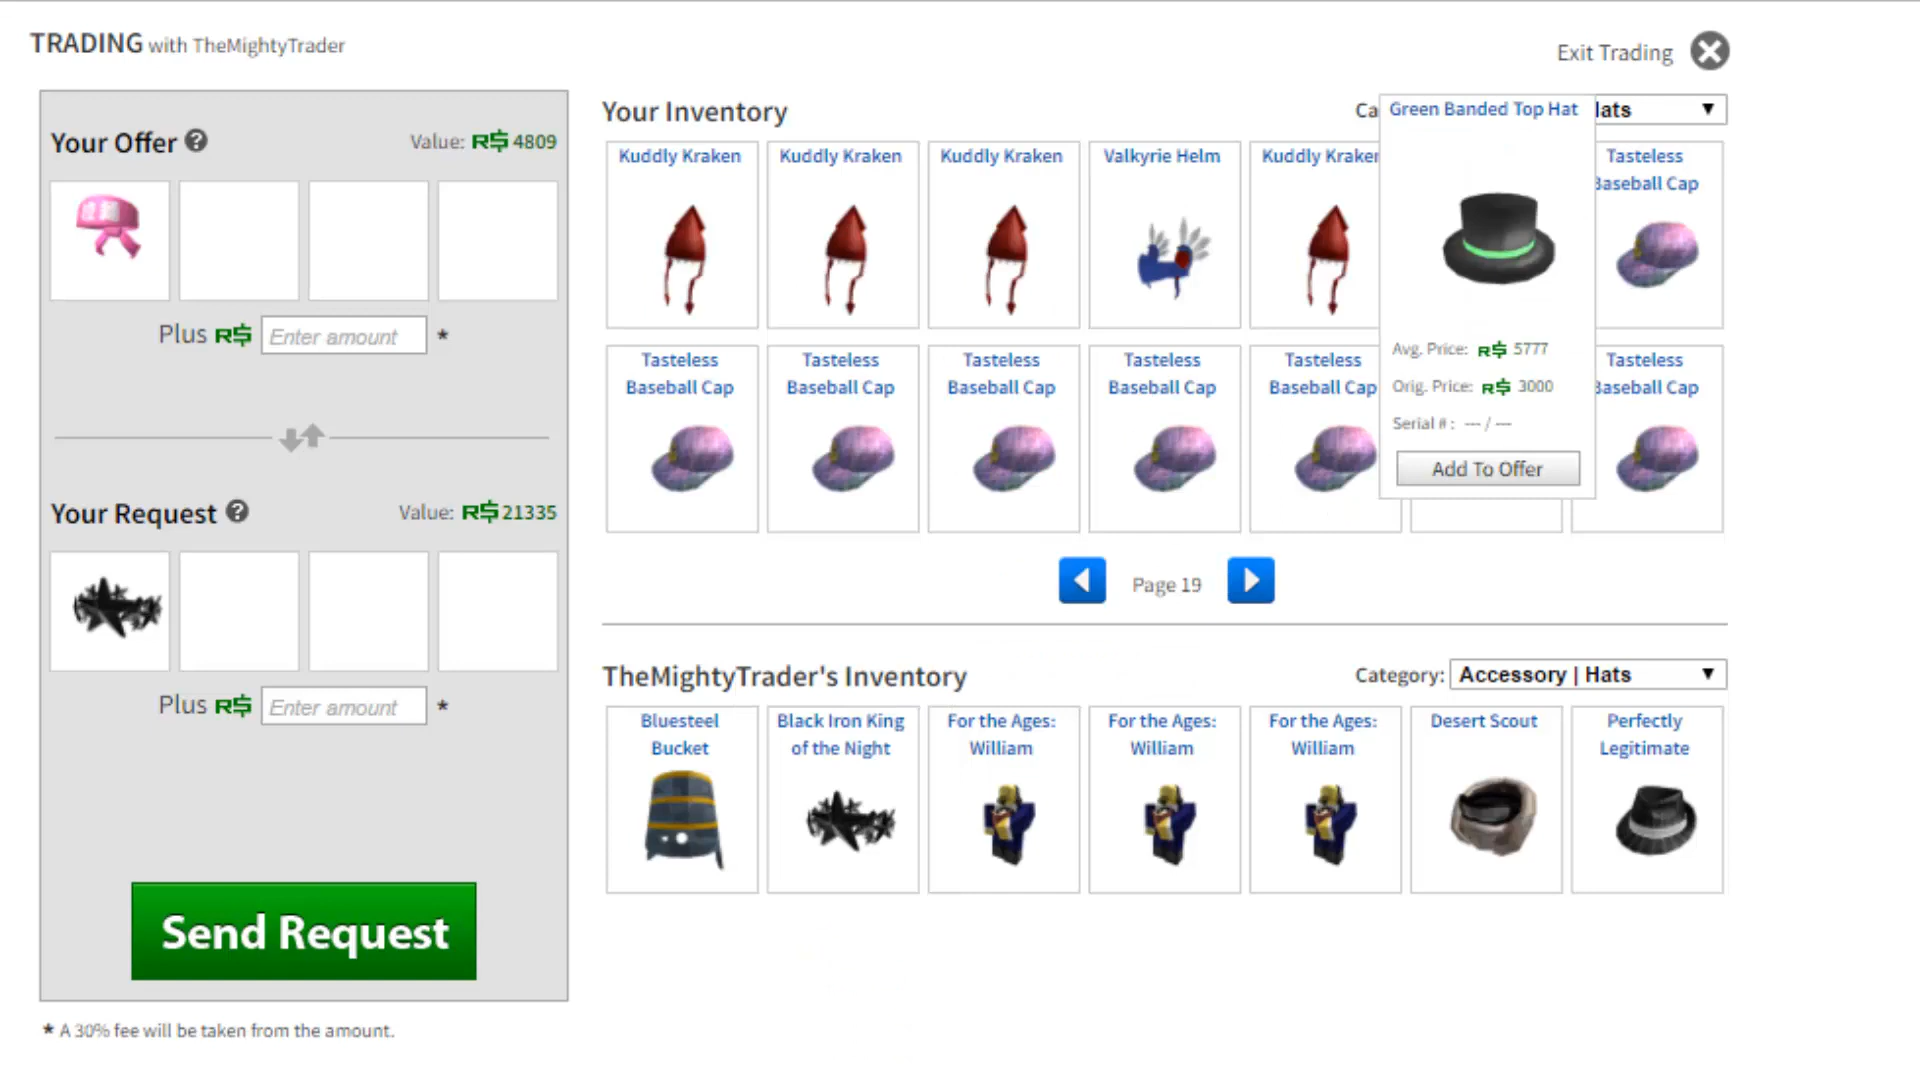 TRADING with TheMightyTrader
Exit Trading
Your Offer ?
Value: R$ 4809
Plus R$ Enter amount *
Your Request ?
Value: R$ 21335
Plus R$ Enter amount *
Send Request
* A 30% fee will be taken from the amount.
Your Inventory
Ca
Hats
Kuddly Kraken
Kuddly Kraken
Kuddly Kraken
Valkyrie Helm
Kuddly Kraken
Green Banded Top Hat
Avg. Price: R$ 5777
Orig. Price: R$ 3000
Serial # : --- / ---
Add To Offer
Tasteless
Baseball Cap
Tasteless
Baseball Cap
Tasteless
Baseball Cap
Tasteless
Baseball Cap
Tasteless
Baseball Cap
Tasteless
Baseball Cap
Tasteless
Baseball Cap
Page 19
TheMightyTrader's Inventory
Category: Accessory | Hats
Bluesteel
Bucket
Black Iron King
of the Night
For the Ages:
William
For the Ages:
William
For the Ages:
William
Desert Scout
Perfectly
Legitimate